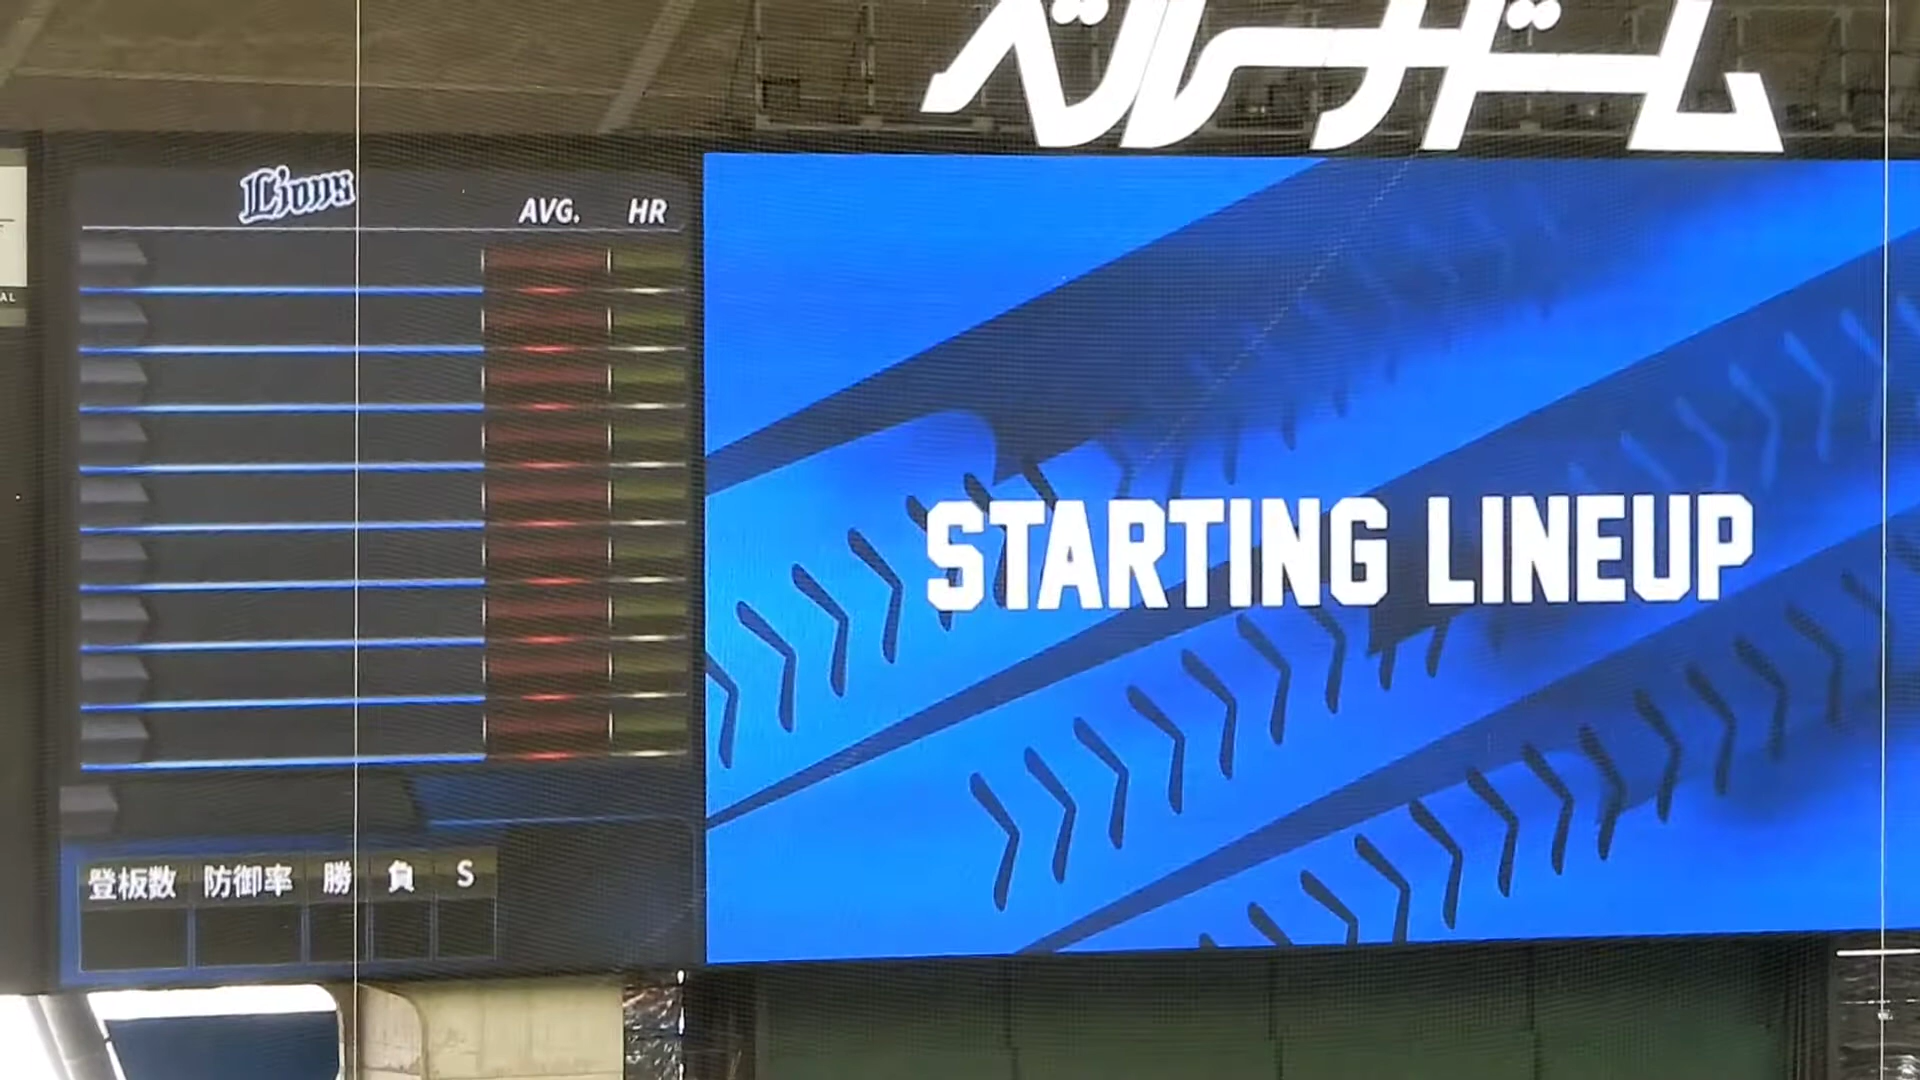 ベルーナドーム
Lions
AVG. HR
STARTING LINEUP
登板数 防御率 勝 負 S
AL